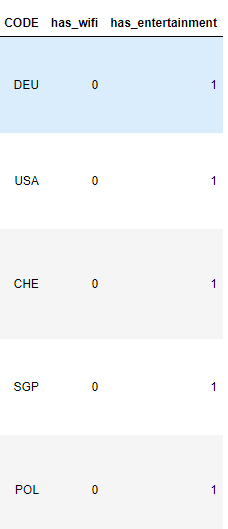 CODE has_wifi has_entertainment
DEU 0 1
USA 0 1
CHE 0 1
SGP 0 1
POL 0 1